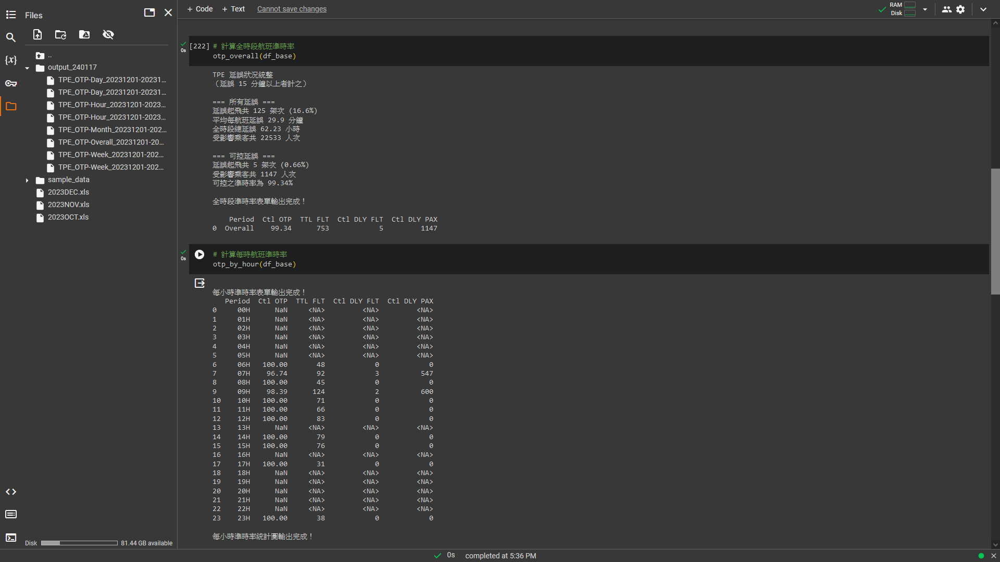 Files
+ Code + Text Cannot save changes
RAM
Disk
..
output_240117
TPE_OTP-Day_20231201-20231...
TPE_OTP-Day_20231201-20231...
TPE_OTP-Hour_20231201-2023...
TPE_OTP-Hour_20231201-2023...
TPE_OTP-Month_20231201-202...
TPE_OTP-Overall_20231201-20...
TPE_OTP-Week_20231201-202...
TPE_OTP-Week_20231201-202...
sample_data
2023DEC.xls
2023NOV.xls
2023OCT.xls
Disk 81.44 GB available
{x}
0s
[222] # 計算全時段航班準時率
otp_overall(df_base)
TPE 延誤狀況統整
（延誤 15 分鐘以上者計之）
=== 所有延誤 ===
延誤起飛共 125 架次 (16.6%)
平均每航班延誤 29.9 分鐘
全時段總延誤 62.23 小時
受影響乘客共 22533 人次
=== 可控延誤 ===
延誤起飛共 5 架次 (0.66%)
受影響乘客共 1147 人次
可控之準時率為 99.34%
全時段準時率表單輸出完成！
Period Ctl OTP TTL FLT Ctl DLY FLT Ctl DLY PAX
0 Overall 99.34 753 5 1147
0s
# 計算每時航班準時率
otp_by_hour(df_base)
每小時準時率表單輸出完成！
Period Ctl OTP TTL FLT Ctl DLY FLT Ctl DLY PAX
0 00H NaN <NA> <NA> <NA>
1 01H NaN <NA> <NA> <NA>
2 02H NaN <NA> <NA> <NA>
3 03H NaN <NA> <NA> <NA>
4 04H NaN <NA> <NA> <NA>
5 05H NaN <NA> <NA> <NA>
6 06H 100.00 48 0 0
7 07H 96.74 92 3 547
8 08H 100.00 45 0 0
9 09H 98.39 124 2 600
10 10H 100.00 71 0 0
11 11H 100.00 66 0 0
12 12H 100.00 83 0 0
13 13H NaN <NA> <NA> <NA>
14 14H 100.00 79 0 0
15 15H 100.00 76 0 0
16 16H NaN <NA> <NA> <NA>
17 17H 100.00 31 0 0
18 18H NaN <NA> <NA> <NA>
19 19H NaN <NA> <NA> <NA>
20 20H NaN <NA> <NA> <NA>
21 21H NaN <NA> <NA> <NA>
22 22H NaN <NA> <NA> <NA>
23 23H 100.00 38 0 0
每小時準時率統計圖輸出完成！
0s completed at 5:36 PM